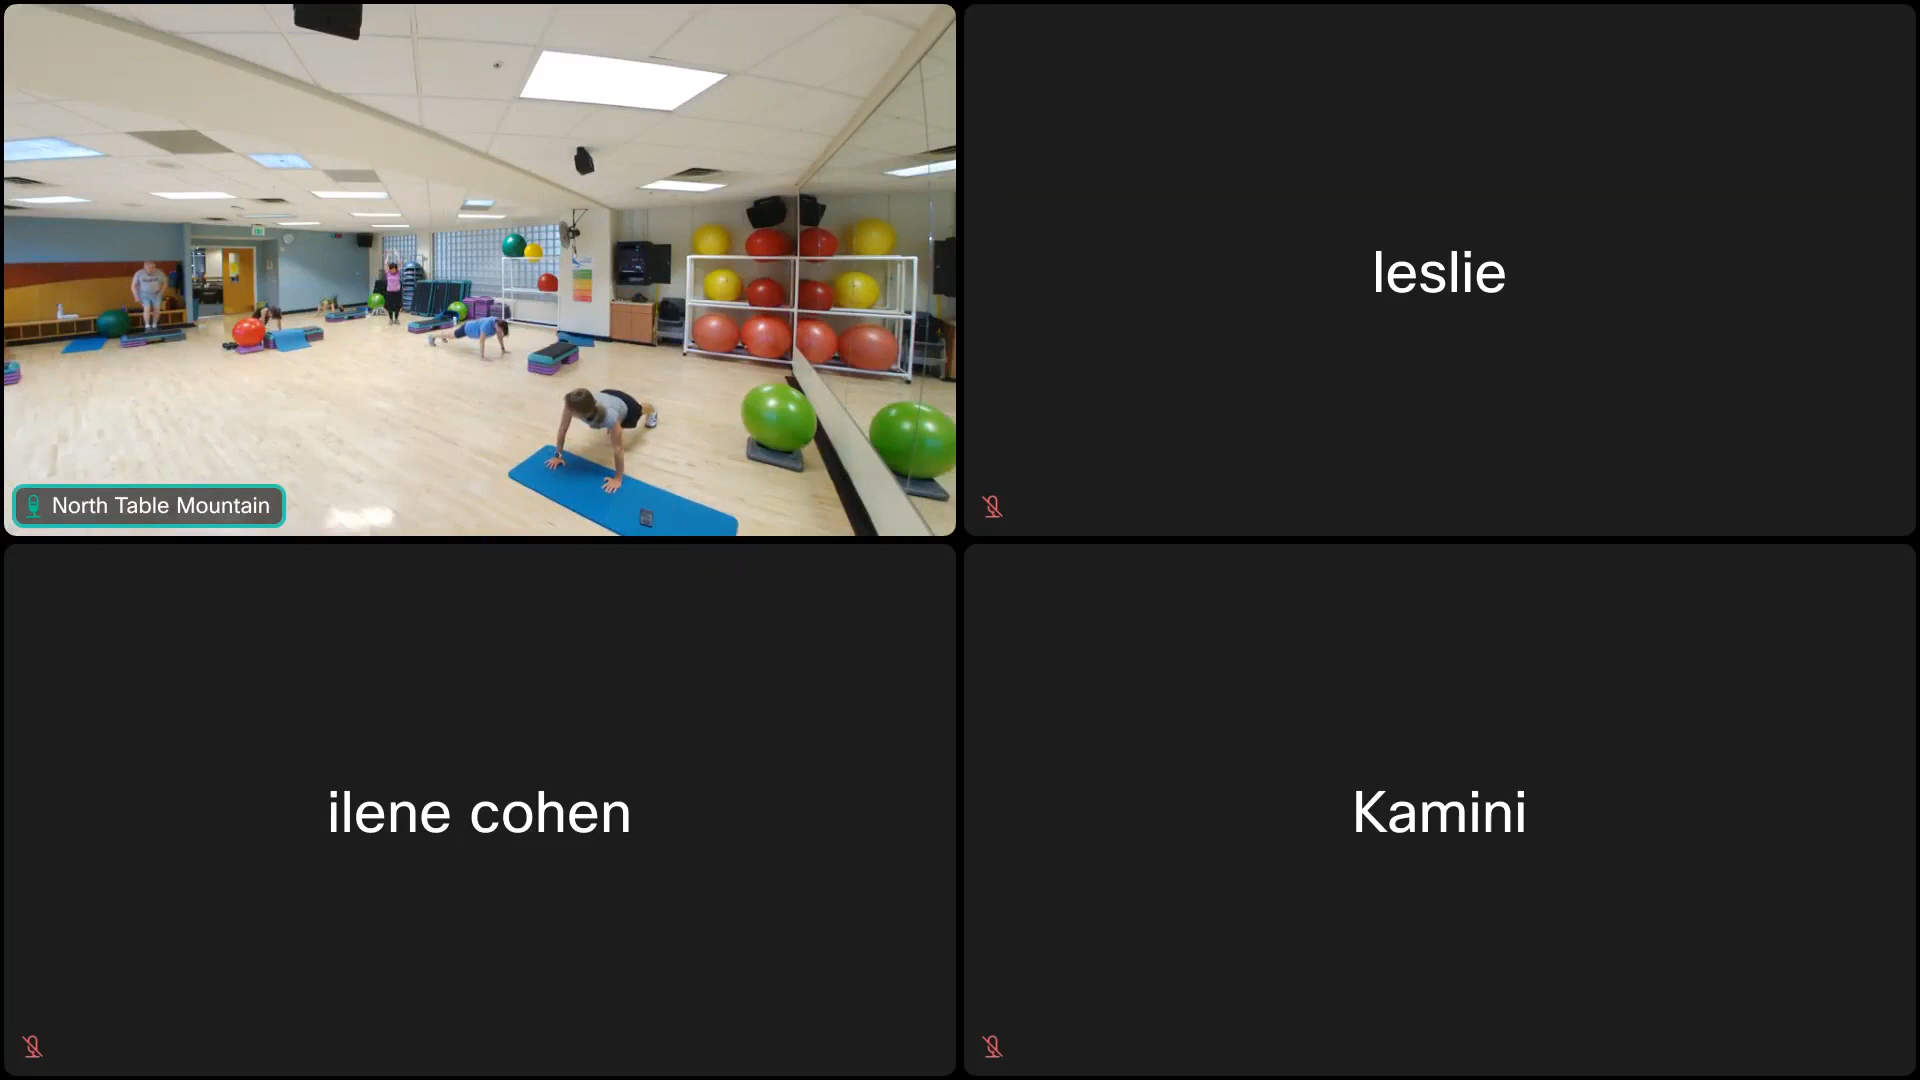 North Table Mountain
leslie
ilene cohen
Kamini